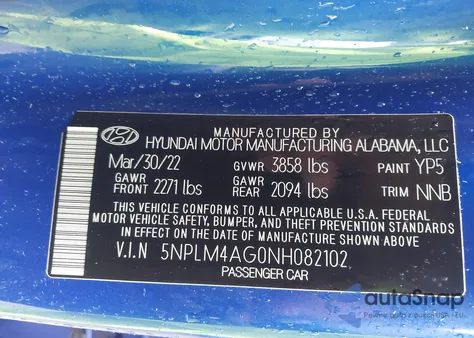 MANUFACTURED BY
HYUNDAI MOTOR MANUFACTURING ALABAMA, LLC
Mar/30/22 GVWR 3858 lbs PAINT YP5
GAWR FRONT 2271 lbs GAWR REAR 2094 lbs TRIM NNB
THIS VEHICLE CONFORMS TO ALL APPLICABLE U.S.A. FEDERAL
MOTOR VEHICLE SAFETY, BUMPER, AND THEFT PREVENTION STANDARDS
IN EFFECT ON THE DATE OF MANUFACTURE SHOWN ABOVE
V.I.N 5NPLM4AG0NH082102
PASSENGER CAR
autoSnap